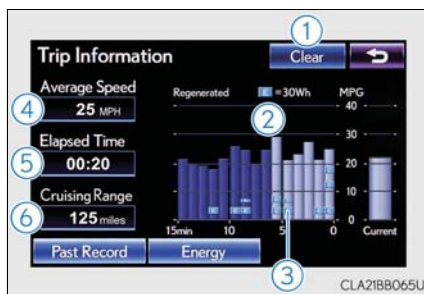 1
Trip Information
Clear
Average Speed
Regenerated
E =30Wh
MPG
4
25 MPH
40
2
30
Elapsed Time
5
00:20
20
Cruising Range
10
6
125 miles
0
15min
10
5
0
Current
Past Record
Energy
3
CLA21BB065U